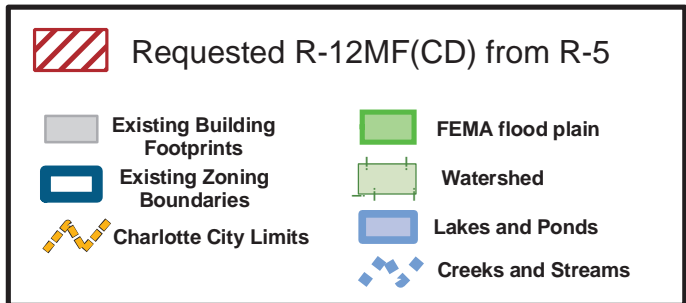 Requested R-12MF(CD) from R-5
Existing Building
Footprints
Existing Zoning
Boundaries
Charlotte City Limits
FEMA flood plain
Watershed
Lakes and Ponds
Creeks and Streams